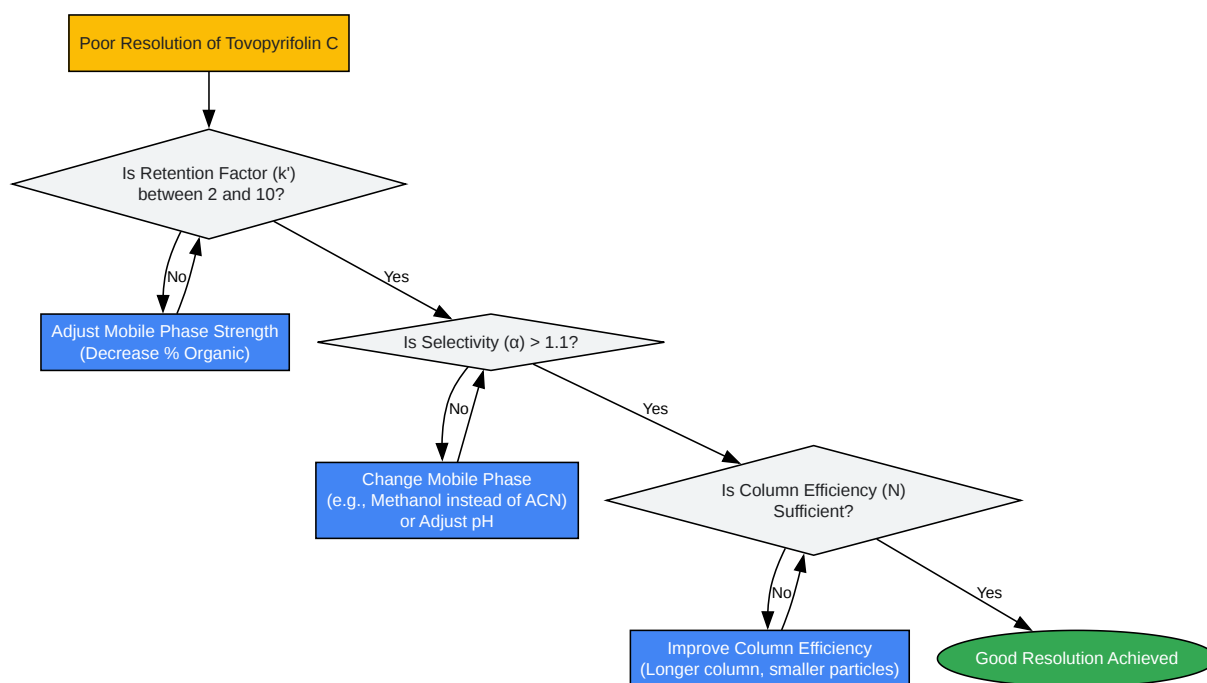 Poor Resolution of Tovopyrifolin C
Is Retention Factor (k')
between 2 and 10?
No
Yes
Adjust Mobile Phase Strength
(Decrease % Organic)
Is Selectivity (α) > 1.1?
No
Yes
Change Mobile Phase
(e.g., Methanol instead of ACN)
or Adjust pH
Is Column Efficiency (N)
Sufficient?
No
Yes
Improve Column Efficiency
(Longer column, smaller particles)
Good Resolution Achieved